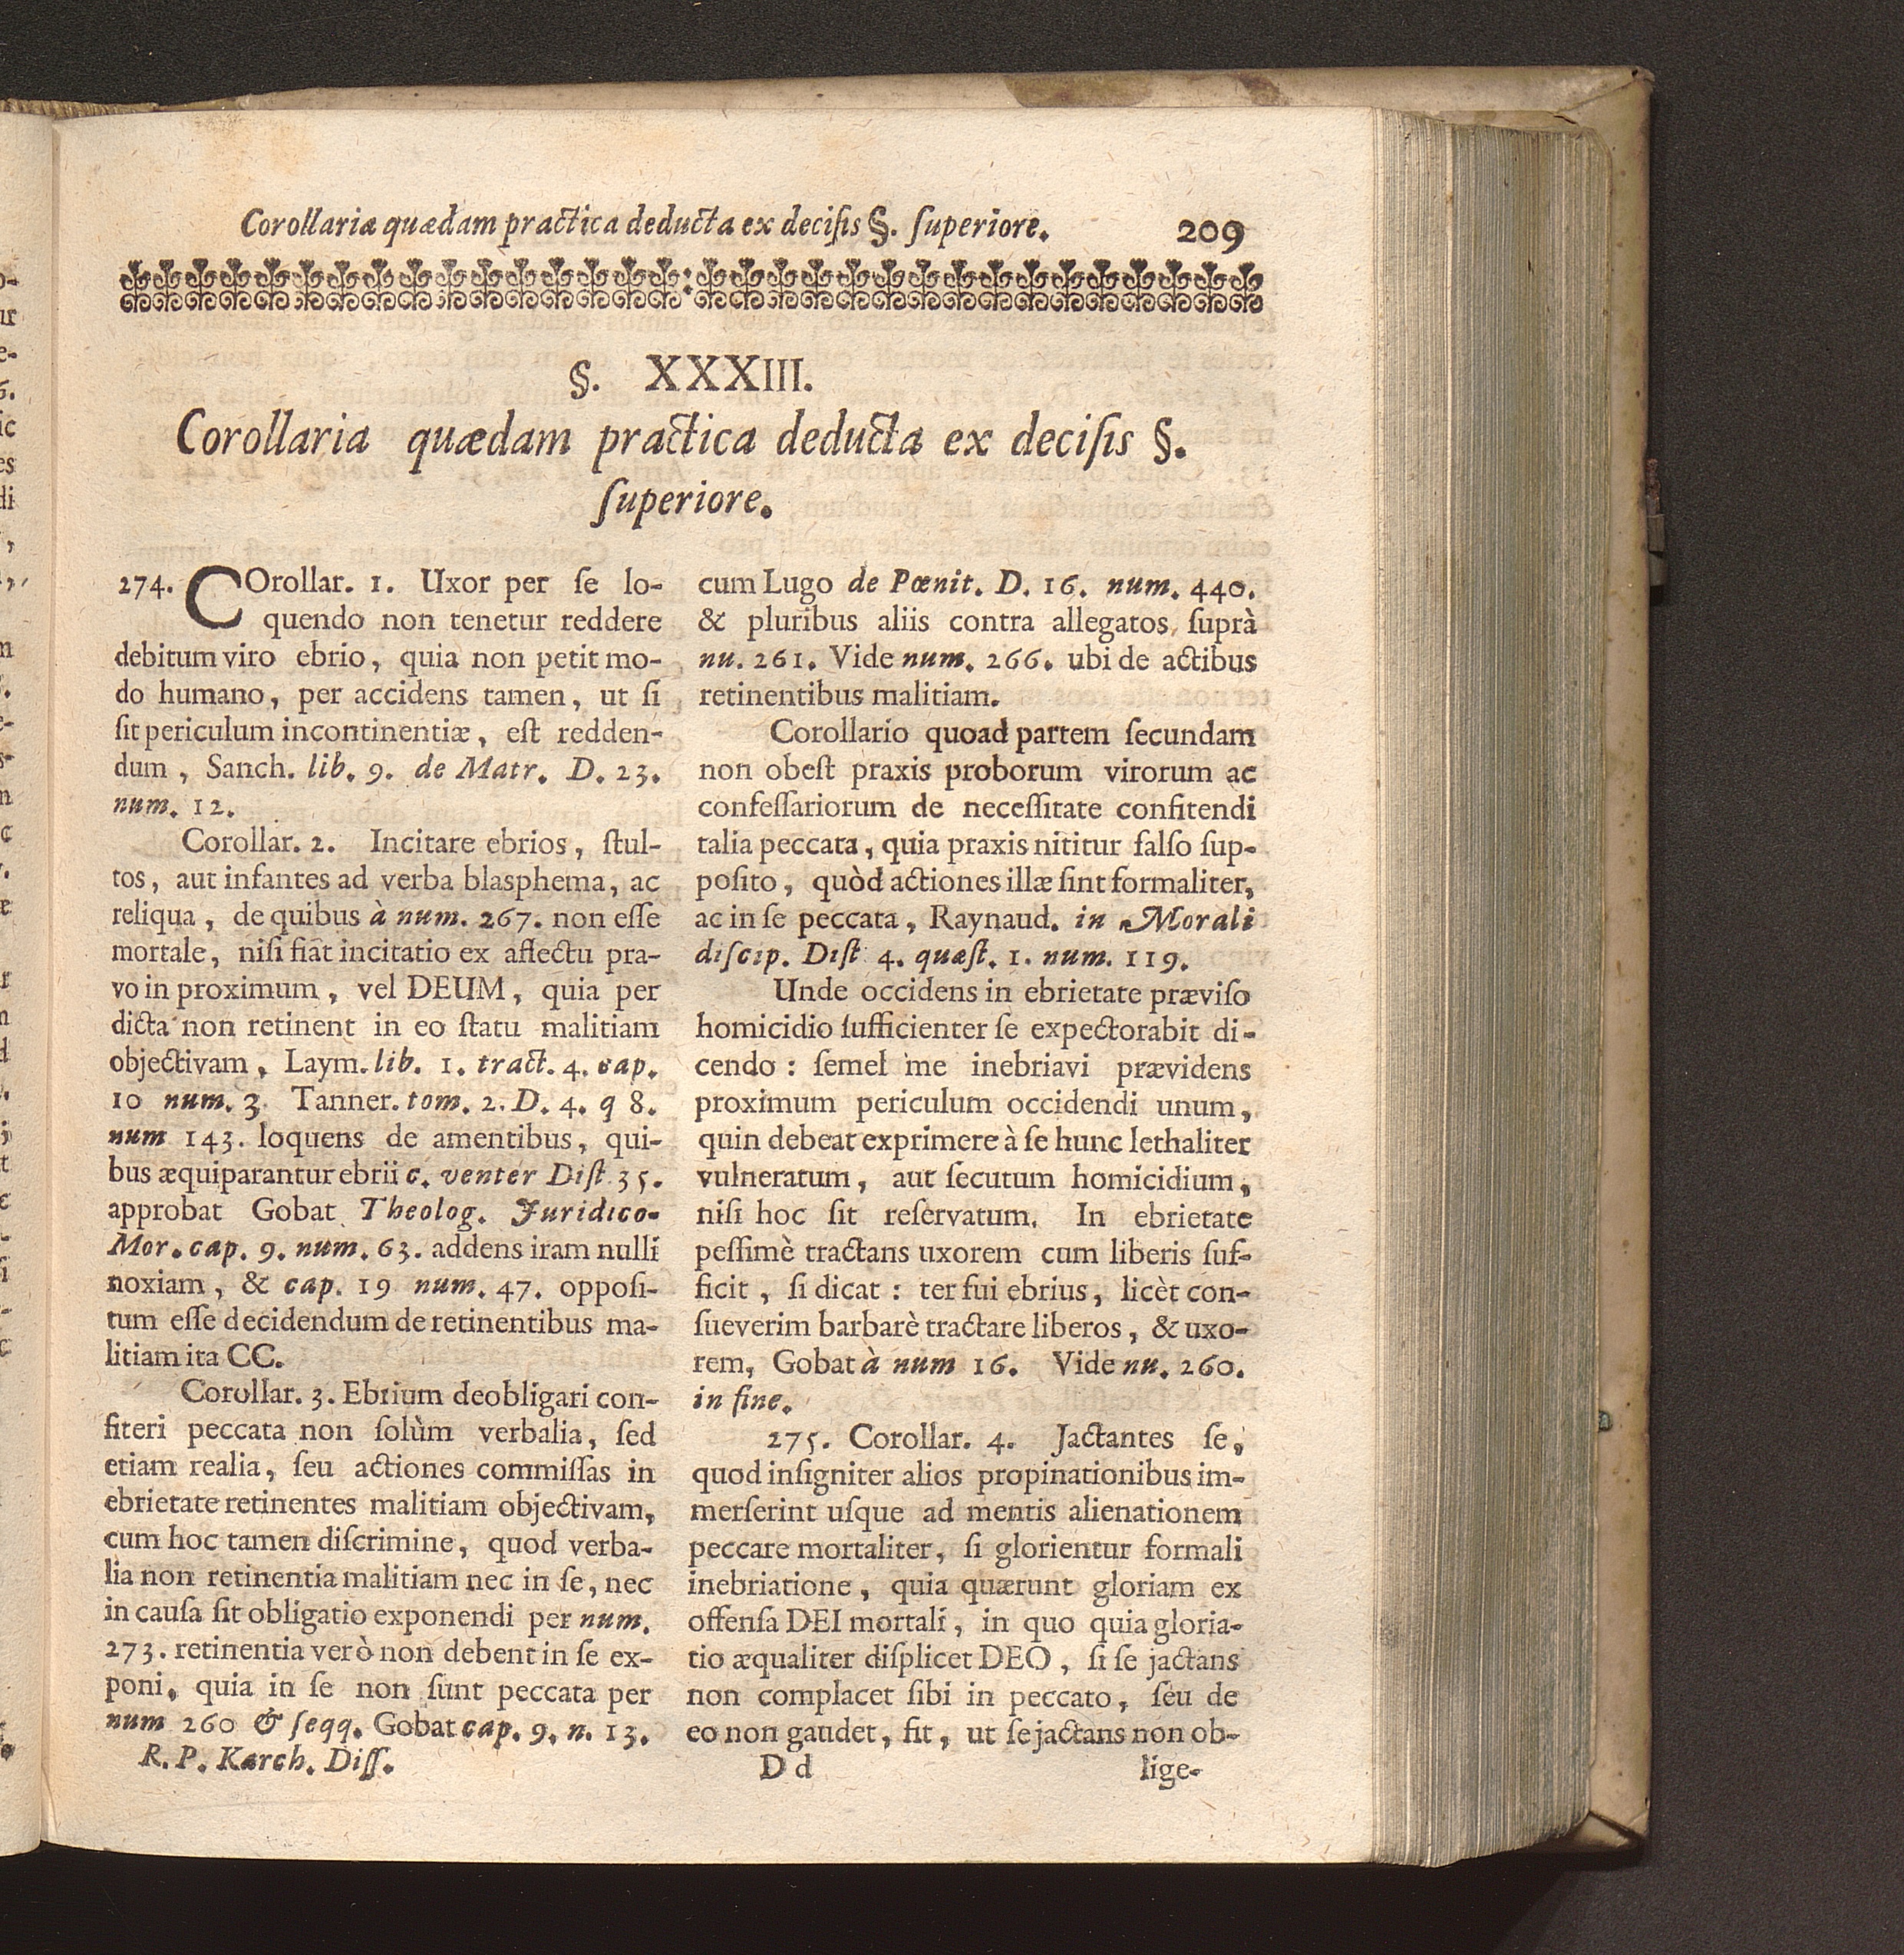 Corollaria quædam practica deducta ex deciſis §. ſuperiore. 209
§. XXXIII.
Corollaria quædam practica deducta ex deciſis §.
ſuperiore.
274. COrollar. 1. Uxor per ſe lo-
quendo non tenetur reddere
debitum viro ebrio, quia non petit mo-
do humano, per accidens tamen, ut ſi
ſit periculum incontinentiæ, eſt redden-
dum, Sanch. lib. 9. de Matr. D. 23.
num. 12.
Corollar. 2. Incitare ebrios, ſtul-
tos, aut infantes ad verba blasphema, ac
reliqua, de quibus à num. 267. non eſſe
mortale, niſi fiat incitatio ex affectu pra-
vo in proximum, vel DEUM, quia per
dicta non retinent in eo ſtatu malitiam
objectivam, Laym. lib. 1. tract. 4. cap.
10 num. 3. Tanner. tom. 2. D. 4. q 8.
num 143. loquens de amentibus, qui-
bus æquiparantur ebrii c. venter Diſt. 35.
approbat Gobat Theolog. Juridico-
Mor. cap. 9. num. 63. addens iram nulli
noxiam, & cap. 19 num. 47. oppoſi-
tum eſſe decidendum de retinentibus ma-
litiam ita CC.
Corollar. 3. Ebrium deobligari con-
fiteri peccata non ſolùm verbalia, ſed
etiam realia, ſeu actiones commiſſas in
ebrietate retinentes malitiam objectivam,
cum hoc tamen diſcrimine, quod verba-
lia non retinentia malitiam nec in ſe, nec
in cauſa ſit obligatio exponendi per num.
273. retinentia verò non debent in ſe ex-
poni, quia in ſe non ſunt peccata per
num 260 & ſeqq. Gobat cap. 9. n. 13.
R. P. Karch. Diſſ.
cum Lugo de Pœnit. D. 16. num. 440.
& pluribus aliis contra allegatos ſuprà
nu. 261. Vide num. 266. ubi de actibus
retinentibus malitiam.
Corollario quoad partem ſecundam
non obeſt praxis proborum virorum ac
confeſſariorum de neceſſitate confitendi
talia peccata, quia praxis nititur falſo ſup-
poſito, quòd actiones illæ ſint formaliter,
ac in ſe peccata, Raynaud. in Morali
diſcip. Diſt 4. quæſt. 1. num. 119.
Unde occidens in ebrietate præviſo
homicidio ſufficienter ſe expectorabit di-
cendo: ſemel me inebriavi prævidens
proximum periculum occidendi unum,
quin debeat exprimere à ſe hunc lethaliter
vulneratum, aut ſecutum homicidium,
niſi hoc ſit reſervatum. In ebrietate
peſſimè tractans uxorem cum liberis ſuf-
ficit, ſi dicat: ter fui ebrius, licèt con-
ſueverim barbarè tractare liberos, & uxo-
rem, Gobat à num 16. Vide nu. 260.
in fine.
275. Corollar. 4. Jactantes ſe,
quod inſigniter alios propinationibus im-
merſerint uſque ad mentis alienationem
peccare mortaliter, ſi glorientur formali
inebriatione, quia quærunt gloriam ex
offenſa DEI mortali, in quo quia gloria-
tio æqualiter diſplicet DEO, ſi ſe jactans
non complacet ſibi in peccato, ſeu de
eo non gaudet, fit, ut ſe jactans non ob-
D d lige-